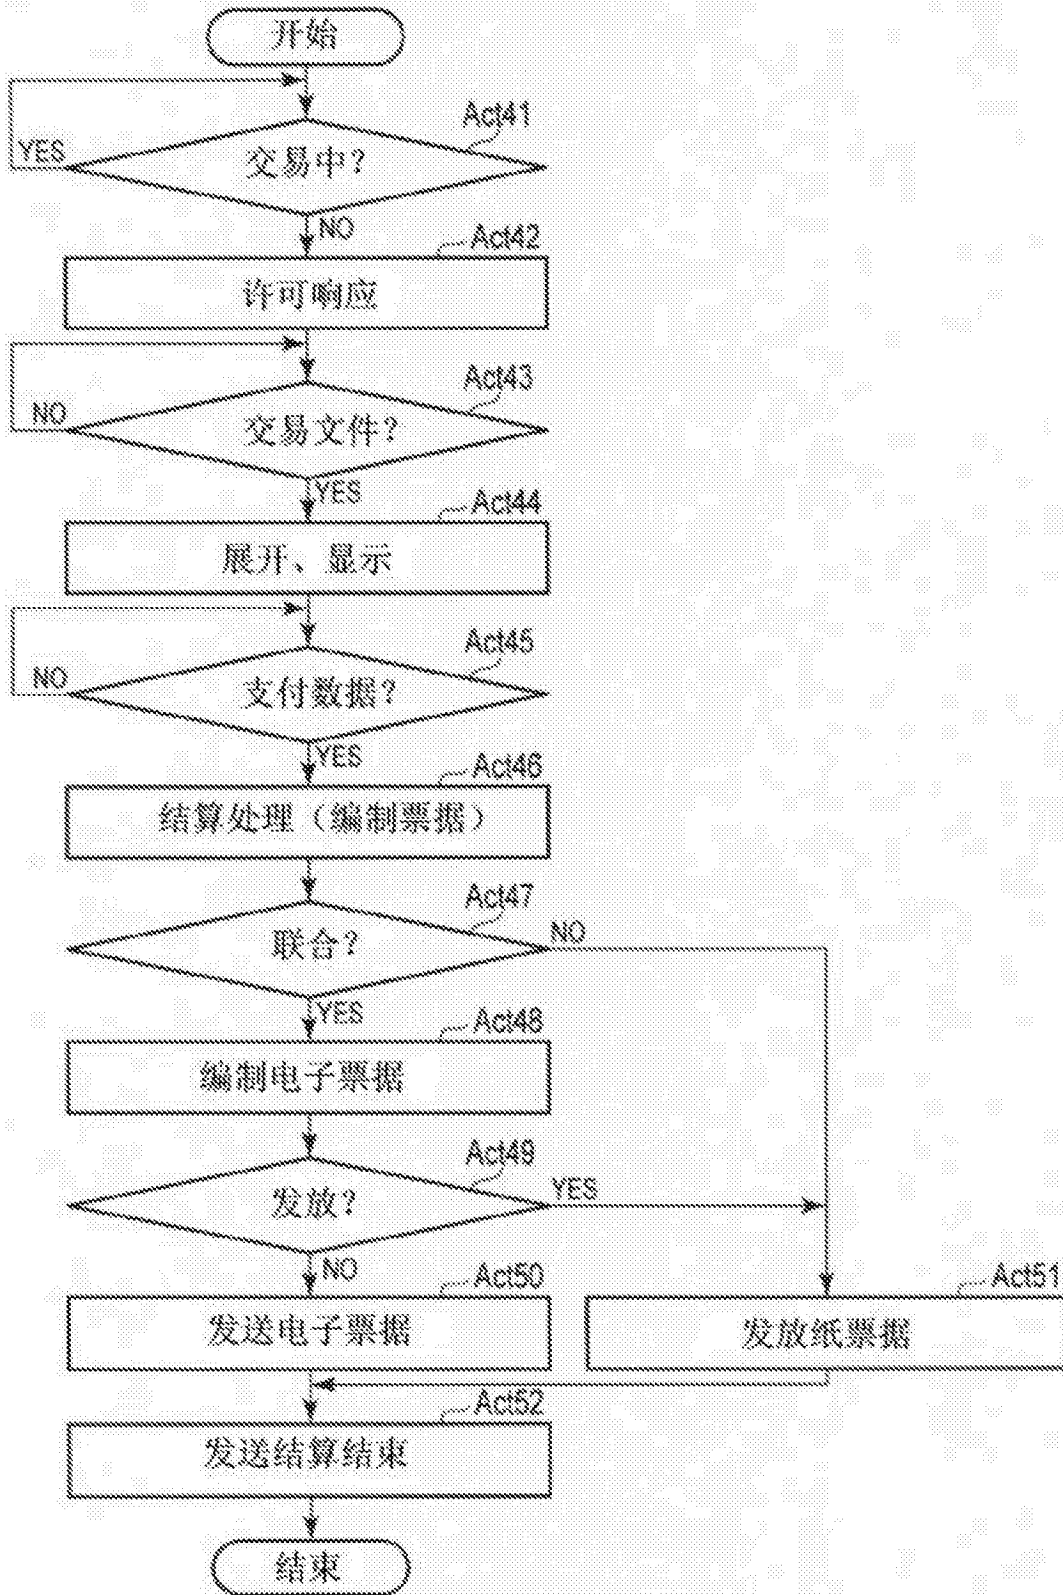 开始
Act41
YES
交易中?
NO
Act42
许可响应
Act43
NO
交易文件?
YES
Act44
展开、显示
Act45
NO
支付数据?
YES
Act46
结算处理(编制票据)
Act47
联合?
NO
YES
Act48
编制电子票据
Act49
发放?
YES
NO
Act50
Act51
发送电子票据
发放纸票据
Act52
发送结算结束
结束